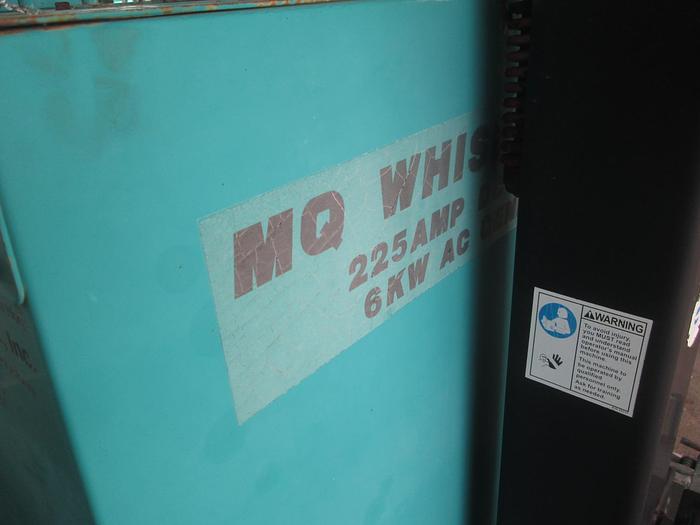 MQ WHIS
225AMP
6KW AC
Inc.
WARNING
To avoid injury,
you MUST read
and understand
operator's manual
before using this
machine.
This machine to
be operated by
qualified
personnel only.
Ask for training
as needed.